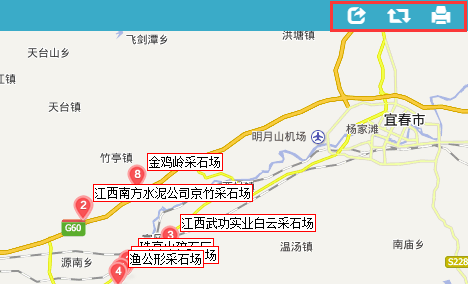 飞剑潭乡
洪塘镇
天台山乡
江镇
天台镇
宜春市
杨家滩
明月山机场
竹亭镇
金鸡岭采石场
8
江西南方水泥公司京竹采石场
2
G60
江西武功实业白云采石场
3
温汤镇
南庙乡
源南乡
渔公形采石场
4
S228